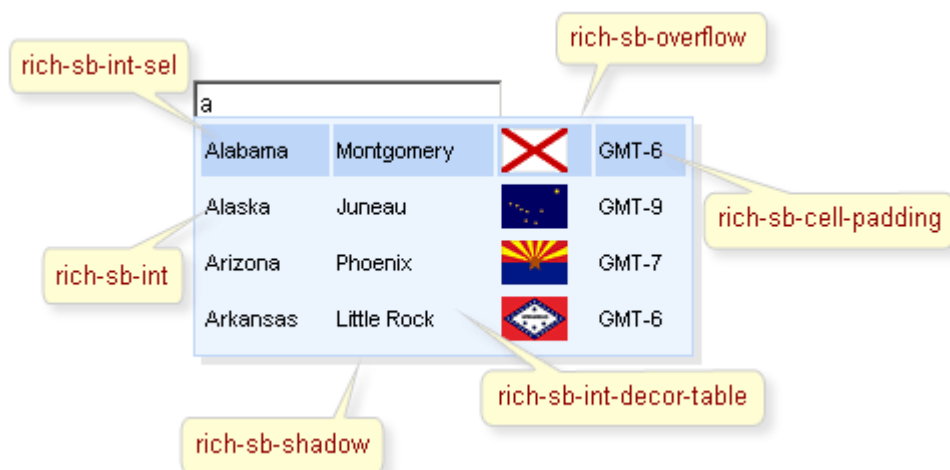 rich-sb-overflow
rich-sb-int-sel
a
Alabama Montgomery GMT-6
Alaska Juneau GMT-9
rich-sb-cell-padding
rich-sb-int
Arizona Phoenix GMT-7
Arkansas Little Rock GMT-6
rich-sb-int-decor-table
rich-sb-shadow